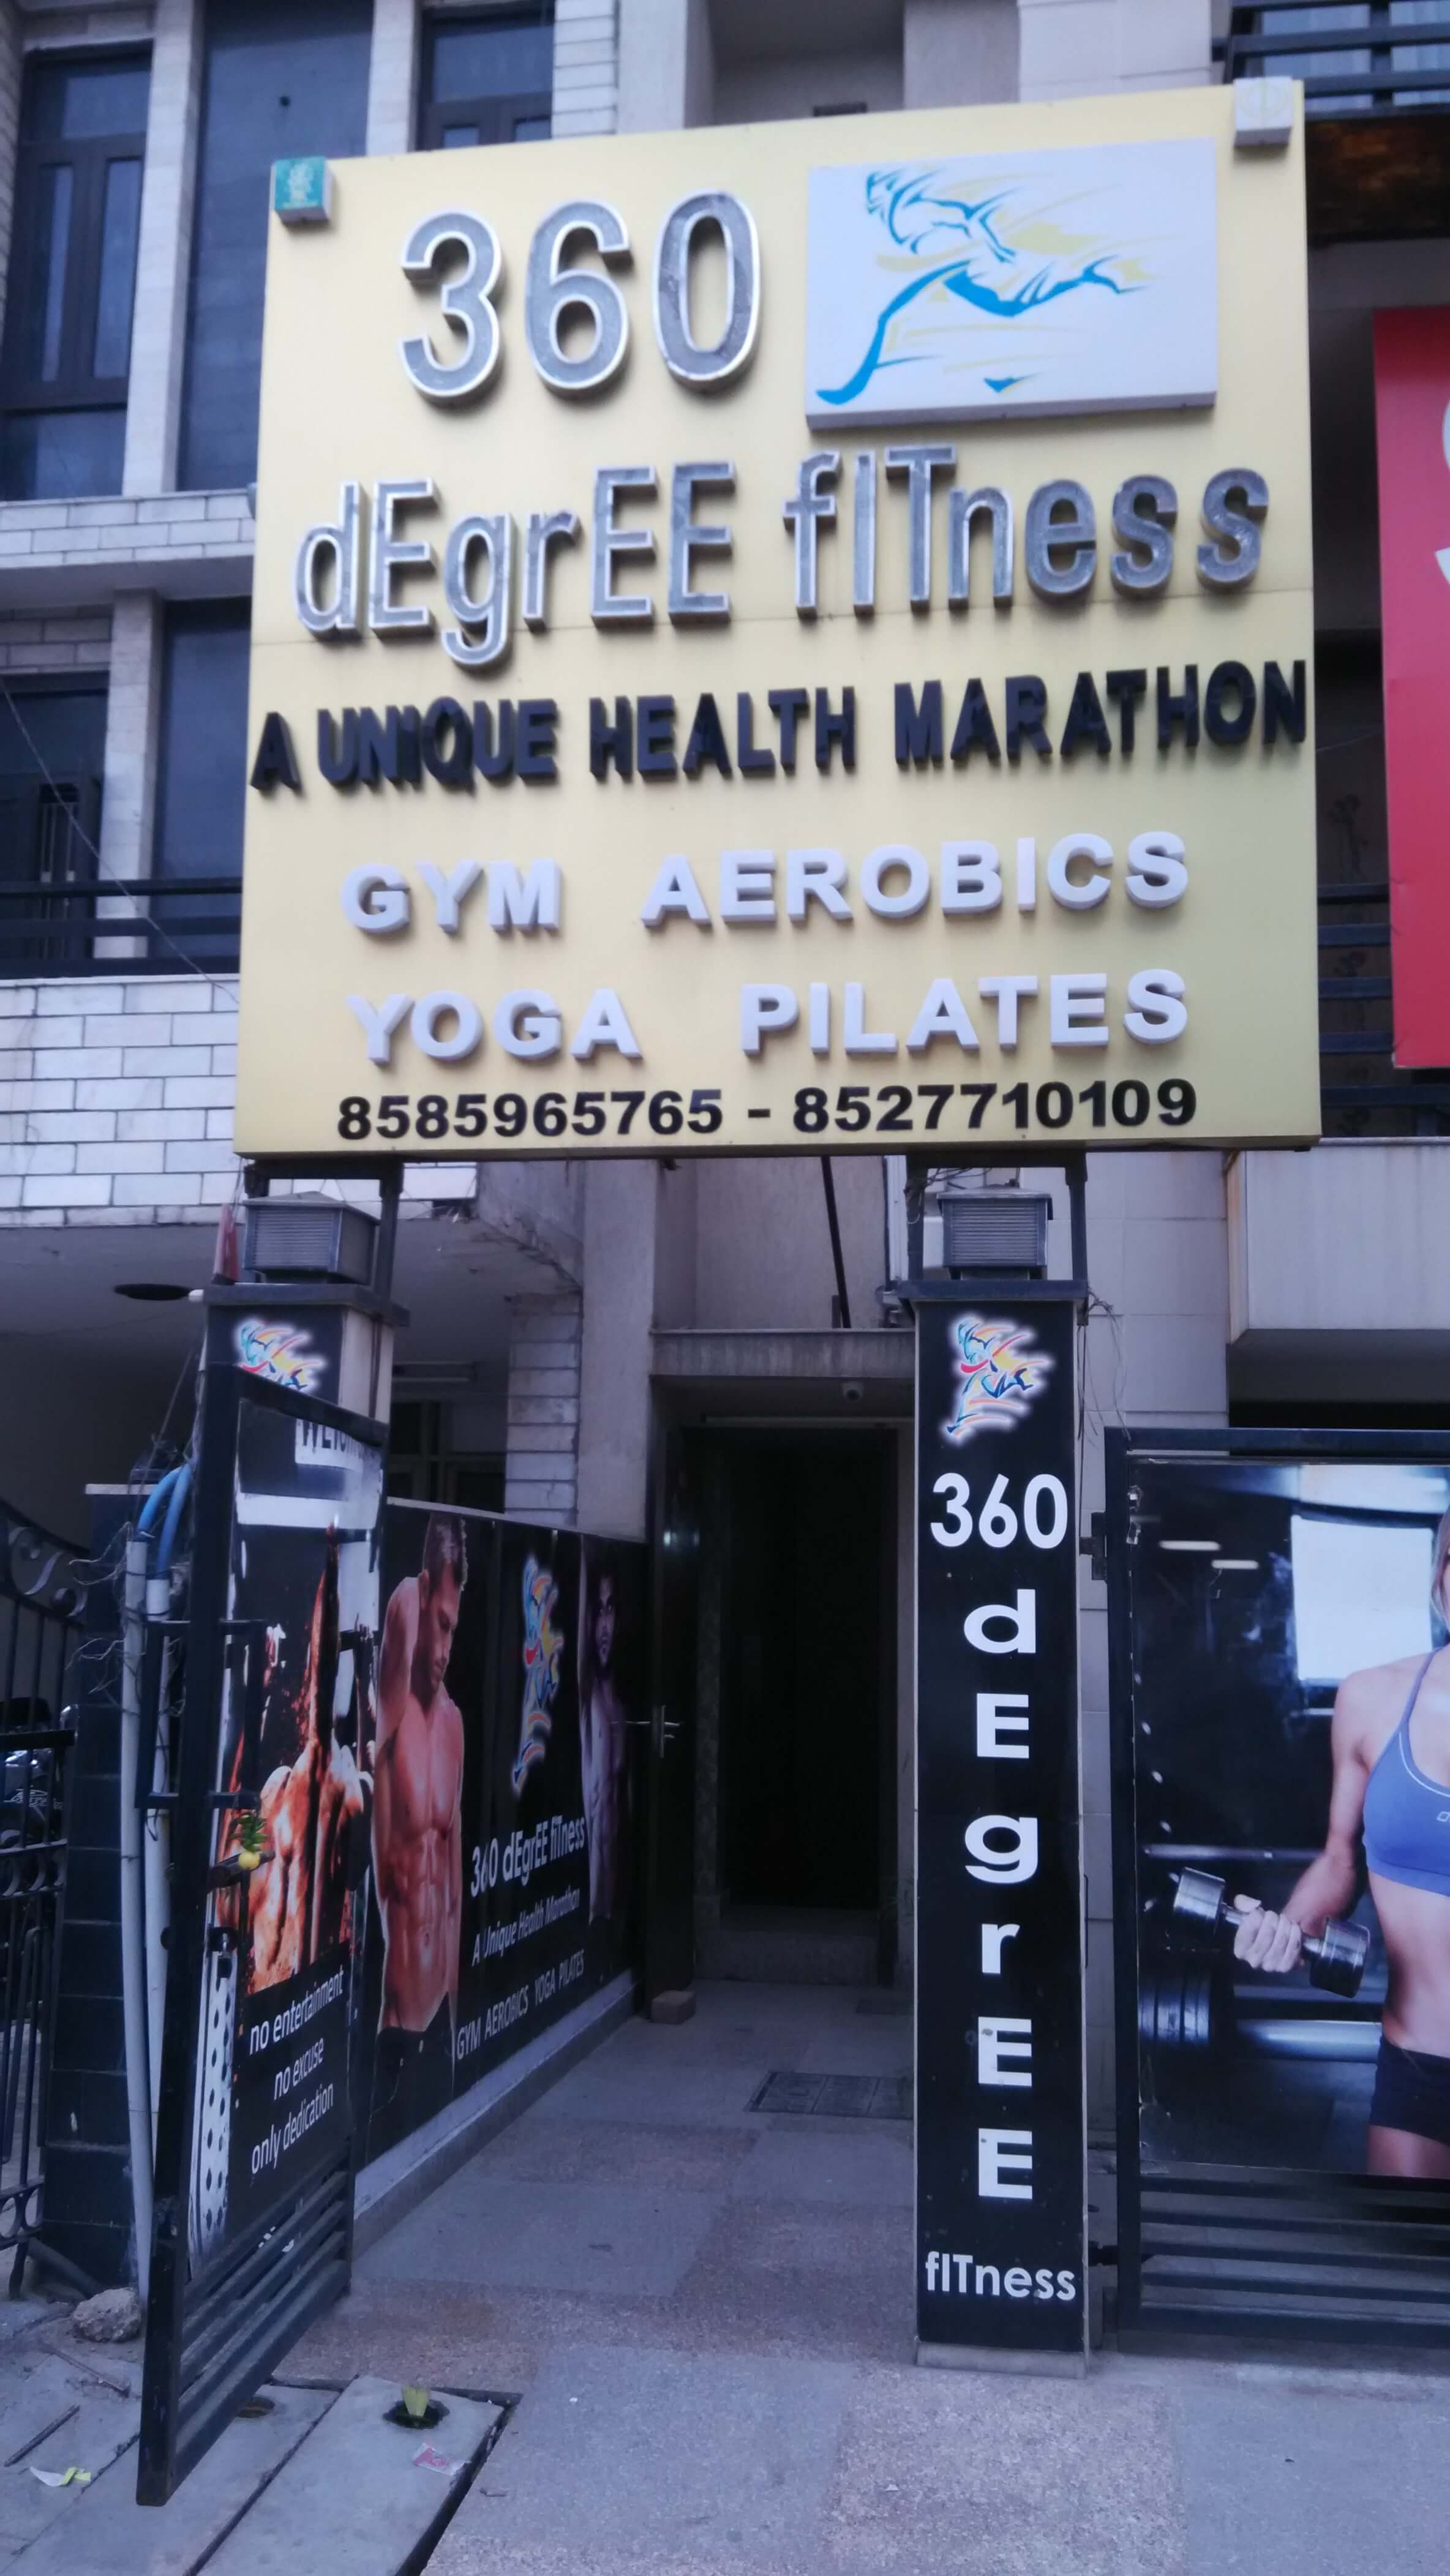 360
dEgrEE fITness
A UNIQUE HEALTH MARATHON
GYM AEROBICS
YOGA PILATES
8585965765 - 8527710109
360
d
E
g
r
E
E
fITness
360 dEgrEE fITness
A Unique Health Marathon
GYM AEROBICS YOGA PILATES
no entertainment
no excuse
only dedication